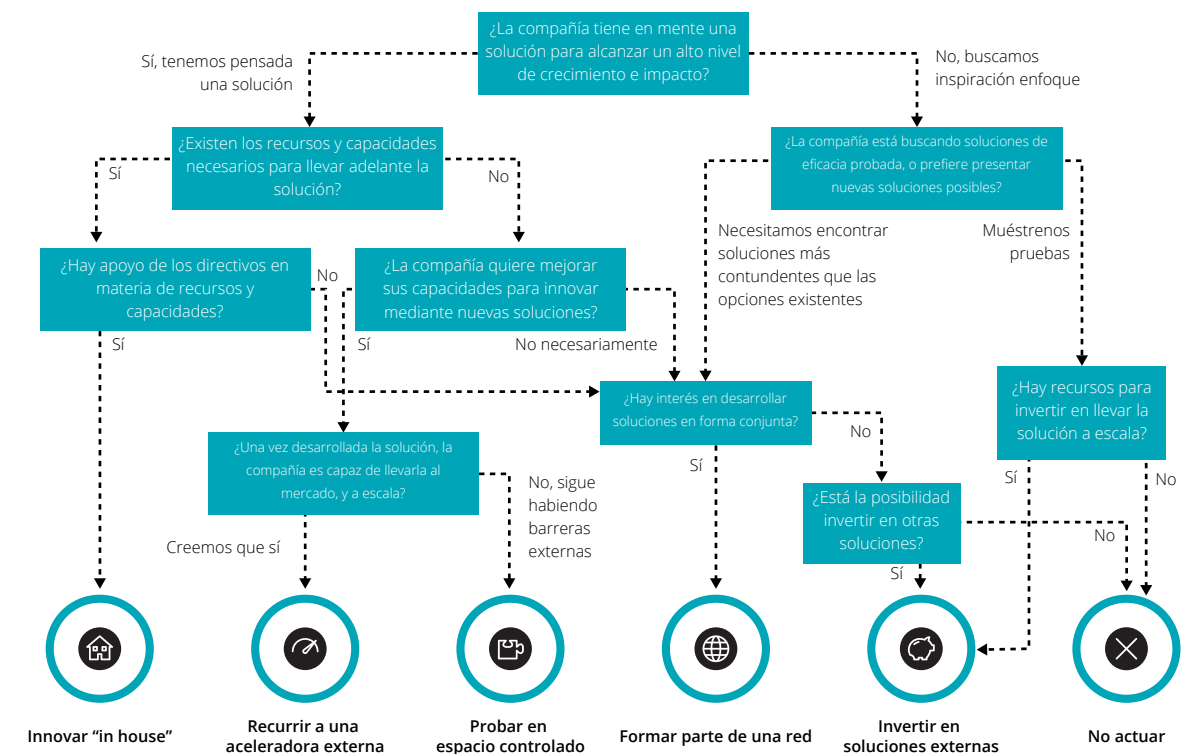 ¿La compañía tiene en mente una
solución para alcanzar un alto nivel
de crecimiento e impacto?
Sí, tenemos pensada
una solución
No, buscamos
inspiración enfoque
¿Existen los recursos y capacidades
necesarios para llevar adelante la
solución?
¿La compañía está buscando soluciones de
eficacia probada, o prefiere presentar
nuevas soluciones posibles?
Sí
No
Necesitamos encontrar
soluciones más
contundentes que las
opciones existentes
Muéstrenos
pruebas
¿Hay apoyo de los directivos en
materia de recursos y
capacidades?
No
¿La compañía quiere mejorar
sus capacidades para innovar
mediante nuevas soluciones?
Sí
Sí
No necesariamente
¿Hay interés en desarrollar
soluciones en forma conjunta?
¿Hay recursos para
invertir en llevar la
solución a escala?
No
¿Una vez desarrollada la solución, la
compañía es capaz de llevarla al
mercado, y a escala?
Sí
Sí
No
No, sigue
habiendo
barreras
externas
¿Está la posibilidad
invertir en otras
soluciones?
No
Creemos que sí
Sí
Innovar “in house”
Recurrir a una
aceleradora externa
Probar en
espacio controlado
Formar parte de una red
Invertir en
soluciones externas
No actuar